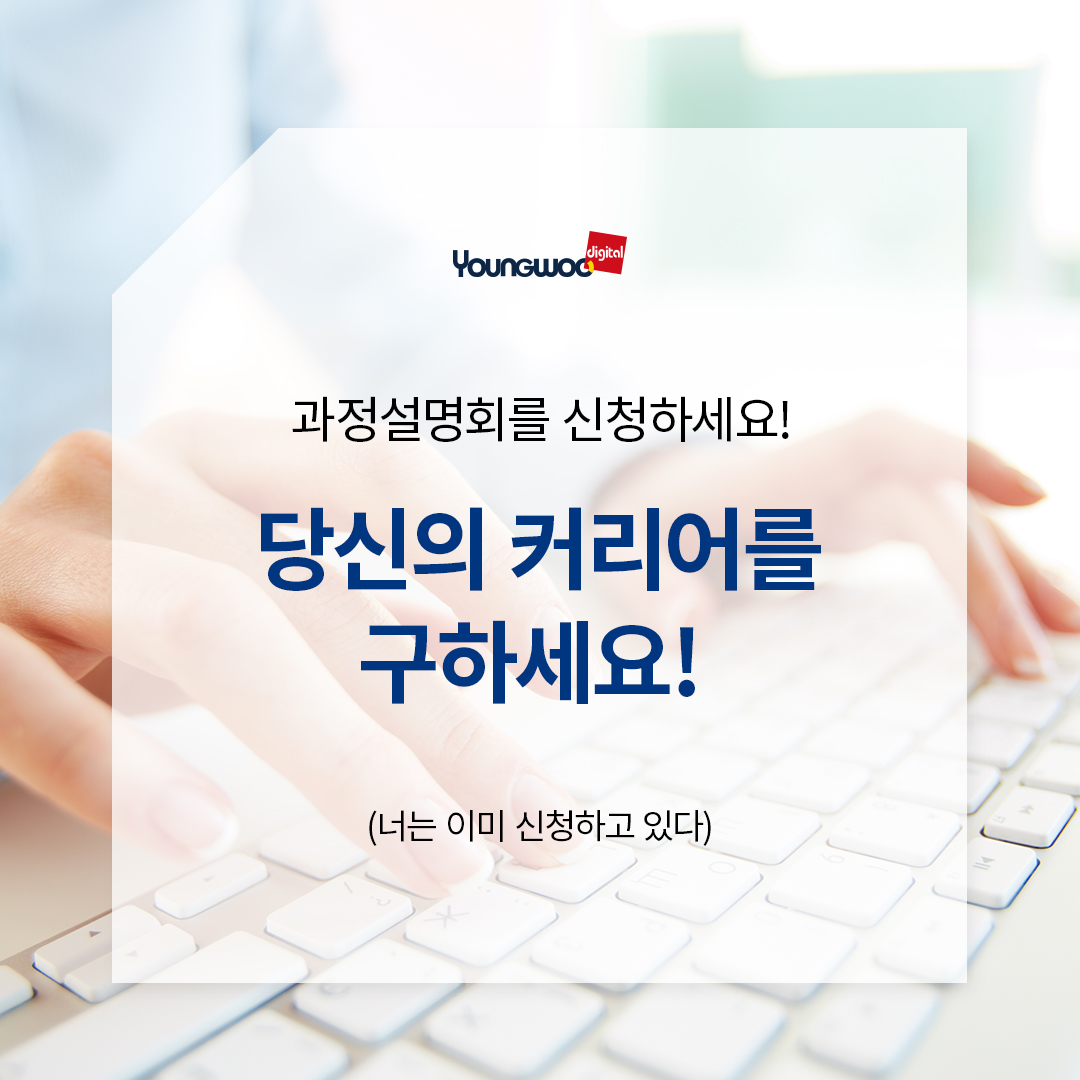 Youngwoo digital
과정설명회를 신청하세요!
당신의 커리어를
구하세요!
(너는 이미 신청하고 있다)